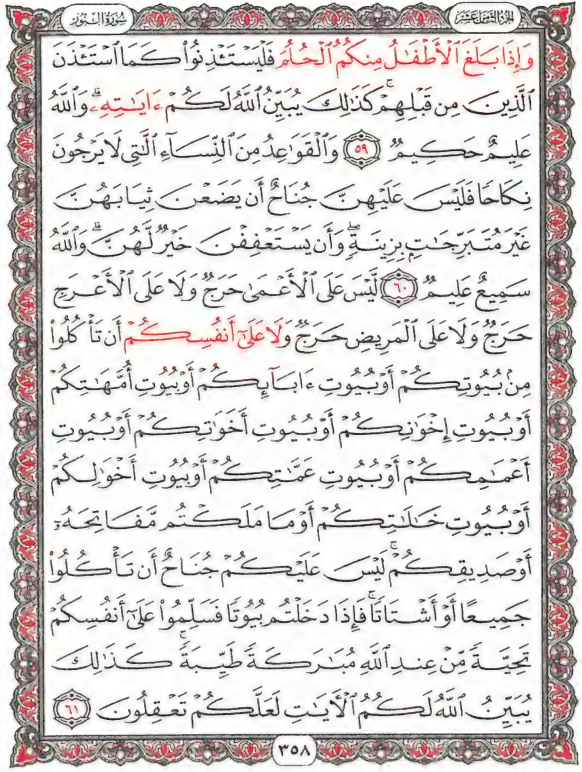 الجزء الثامن عشر
سورة النور
وَإِذَا بَلَغَ ٱلْأَطْفَٰلُ مِنكُمُ ٱلْحُلُمَ فَلْيَسْتَـْٔذِنُوا۟ كَمَا ٱسْتَـْٔذَنَ
ٱلَّذِينَ مِن قَبْلِهِمْ ۚ كَذَٰلِكَ يُبَيِّنُ ٱللَّهُ لَكُمْ ءَايَٰتِهِۦ ۗ وَٱللَّهُ
عَلِيمٌ حَكِيمٌ ٥٩ وَٱلْقَوَٰعِدُ مِنَ ٱلنِّسَآءِ ٱلَّٰتِى لَا يَرْجُونَ
نِكَاحًا فَلَيْسَ عَلَيْهِنَّ جُنَاحٌ أَن يَضَعْنَ ثِيَابَهُنَّ
غَيْرَ مُتَبَرِّجَٰتٍۭ بِزِينَةٍ ۖ وَأَن يَسْتَعْفِفْنَ خَيْرٌ لَّهُنَّ ۗ وَٱللَّهُ
سَمِيعٌ عَلِيمٌ ٦٠ لَّيْسَ عَلَى ٱلْأَعْمَىٰ حَرَجٌ وَلَا عَلَى ٱلْأَعْرَجِ
حَرَجٌ وَلَا عَلَى ٱلْمَرِيضِ حَرَجٌ وَلَا عَلَىٰٓ أَنفُسِكُمْ أَن تَأْكُلُوا۟
مِنۢ بُيُوتِكُمْ أَوْ بُيُوتِ ءَابَآئِكُمْ أَوْ بُيُوتِ أُمَّهَٰتِكُمْ
أَوْ بُيُوتِ إِخْوَٰنِكُمْ أَوْ بُيُوتِ أَخَوَٰتِكُمْ أَوْ بُيُوتِ
أَعْمَٰمِكُمْ أَوْ بُيُوتِ عَمَّٰتِكُمْ أَوْ بُيُوتِ أَخْوَٰلِكُمْ
أَوْ بُيُوتِ خَٰلَٰتِكُمْ أَوْ مَا مَلَكْتُم مَّفَاتِحَهُۥٓ
أَوْ صَدِيقِكُمْ ۚ لَيْسَ عَلَيْكُمْ جُنَاحٌ أَن تَأْكُلُوا۟
جَمِيعًا أَوْ أَشْتَاتًا ۚ فَإِذَا دَخَلْتُم بُيُوتًا فَسَلِّمُوا۟ عَلَىٰٓ أَنفُسِكُمْ
تَحِيَّةً مِّنْ عِندِ ٱللَّهِ مُبَٰرَكَةً طَيِّبَةً ۚ كَذَٰلِكَ
يُبَيِّنُ ٱللَّهُ لَكُمُ ٱلْءَايَٰتِ لَعَلَّكُمْ تَعْقِلُونَ ٦١
٣٥٨